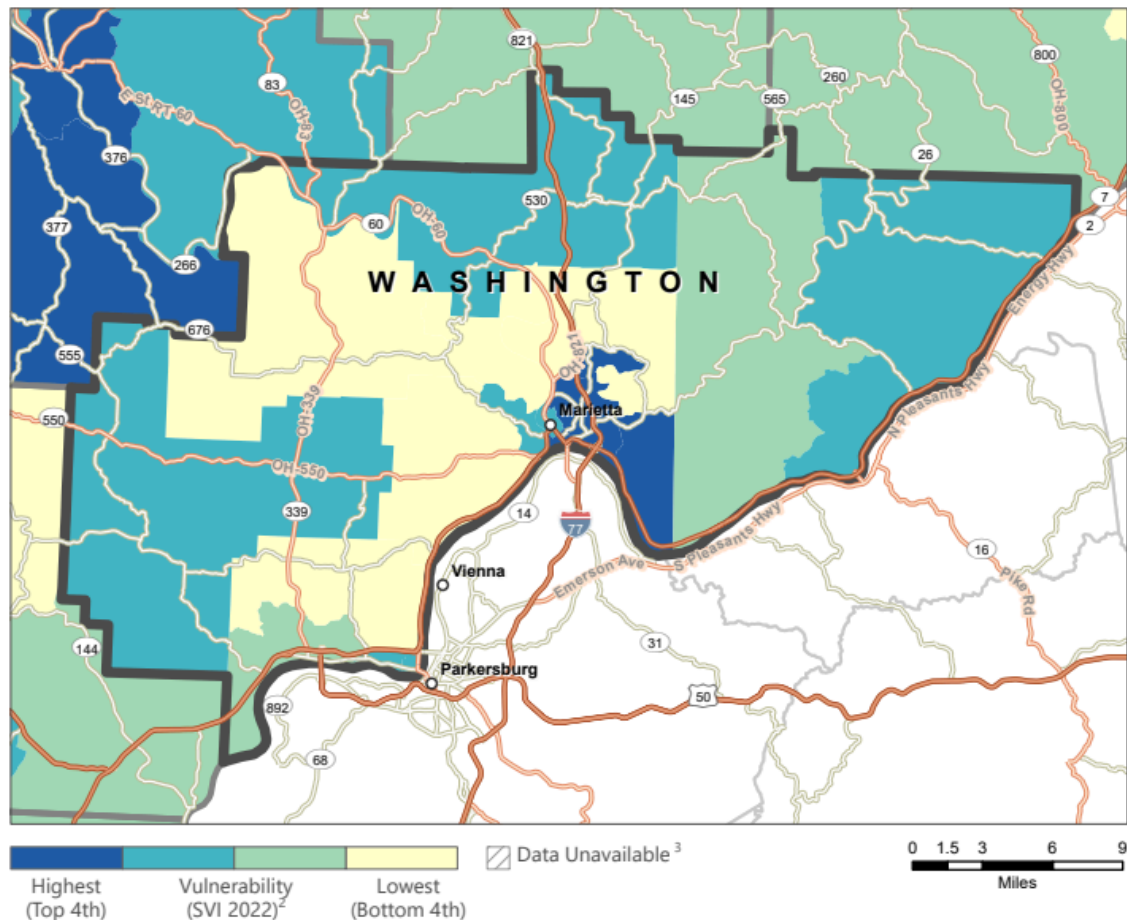 821
800
83
260
OH-83
145
565
OH-800
E St RT 60
376
26
7
377
60
530
OH-60
2
266
WASHINGTON
Energy Hwy
676
555
OH-821
OH-339
Marietta
N Pleasants Hwy
550
OH-550
339
14
77
S Pleasants Hwy
16
Vienna
Emerson Ave
Pike Rd
144
31
Parkersburg
50
892
68
Data Unavailable 3
0 1.5 3 6 9
Miles
Highest
(Top 4th)
Vulnerability
(SVI 2022)2
Lowest
(Bottom 4th)